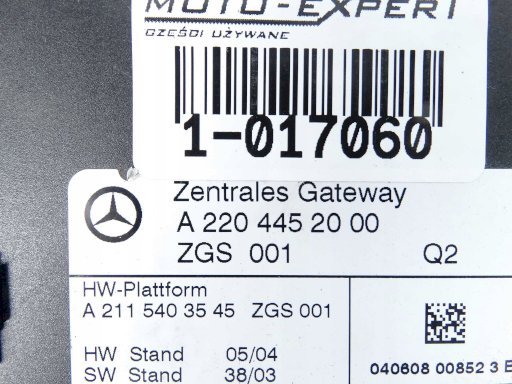 MOTO-EXPERT
CZĘŚCI UŻYWANE
1-017060
Zentrales Gateway
A 220 445 20 00
ZGS 001 Q2
HW-Plattform
A 211 540 35 45 ZGS 001
HW Stand 05/04
SW Stand 38/03
040608 00852 3 E